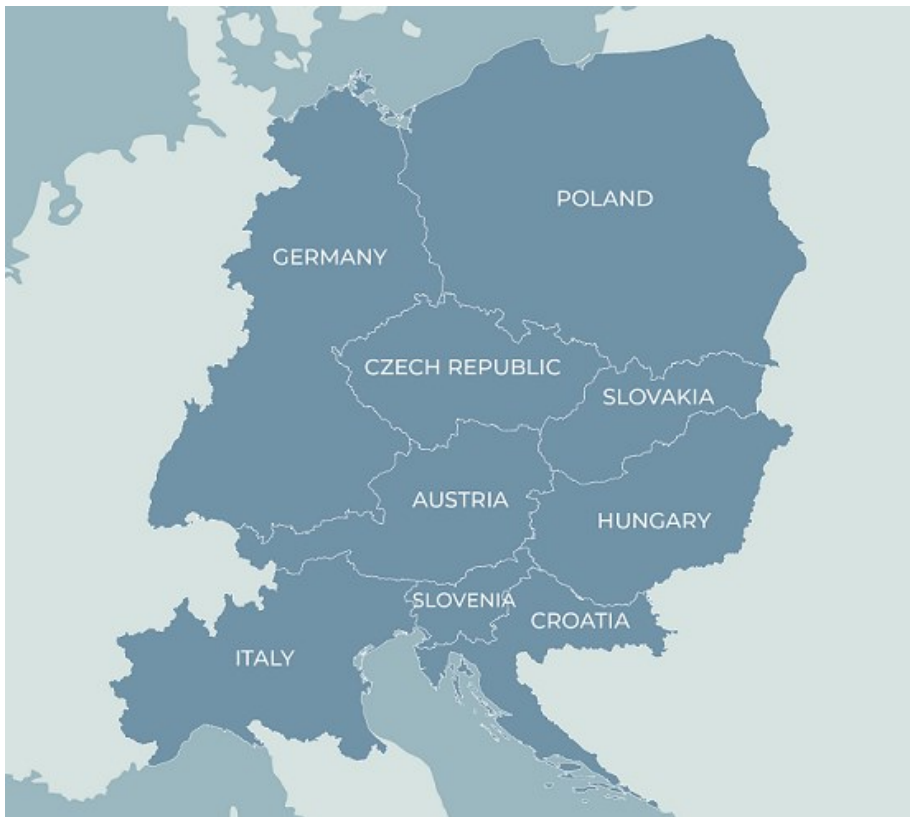 POLAND
GERMANY
CZECH REPUBLIC
SLOVAKIA
AUSTRIA
HUNGARY
SLOVENIA
CROATIA
ITALY